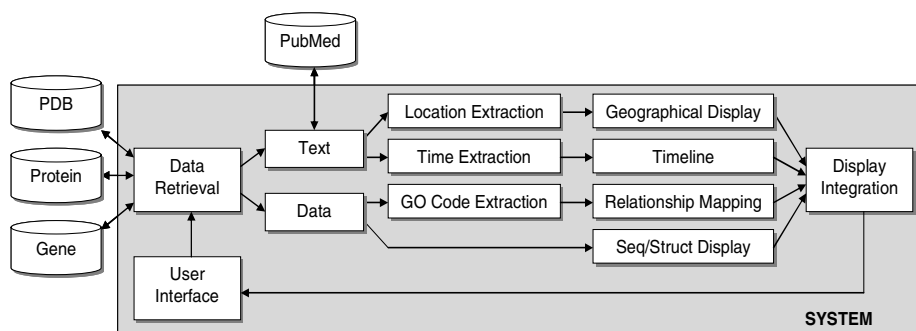 PubMed
PDB
Protein
Gene
Data
Retrieval
User
Interface
Text
Data
Location Extraction
Time Extraction
GO Code Extraction
Geographical Display
Timeline
Relationship Mapping
Seq/Struct Display
Display
Integration
SYSTEM